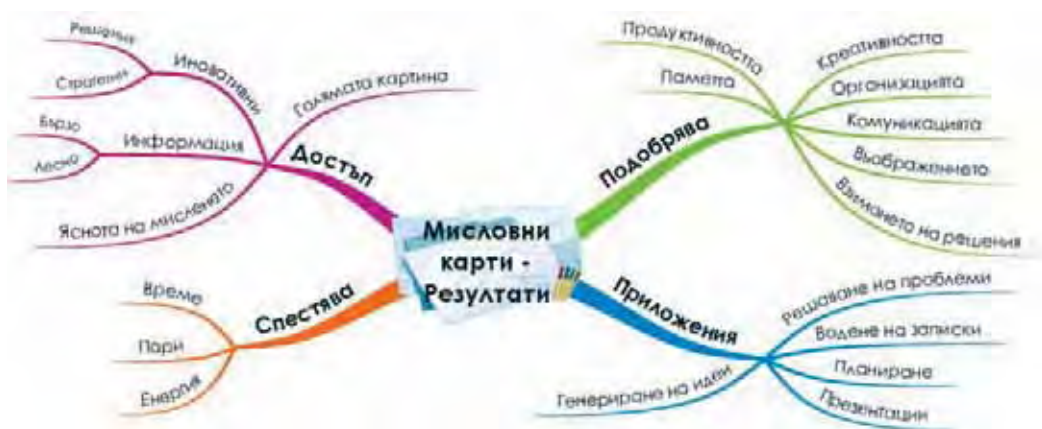 Мисловни
карти -
Резултати
Подобрява
Продуктивността
Паметта
Креативността
Организацията
Комуникацията
Въображението
Взимането на решения
Приложения
Решаване на проблеми
Водене на записки
Планиране
Презентации
Генериране на идеи
Спестява
Време
Пари
Енергия
Достъп
Голямата картина
Иновативни
Решения
Стратегии
Информация
Бързо
Лесно
Яснота на мисленето